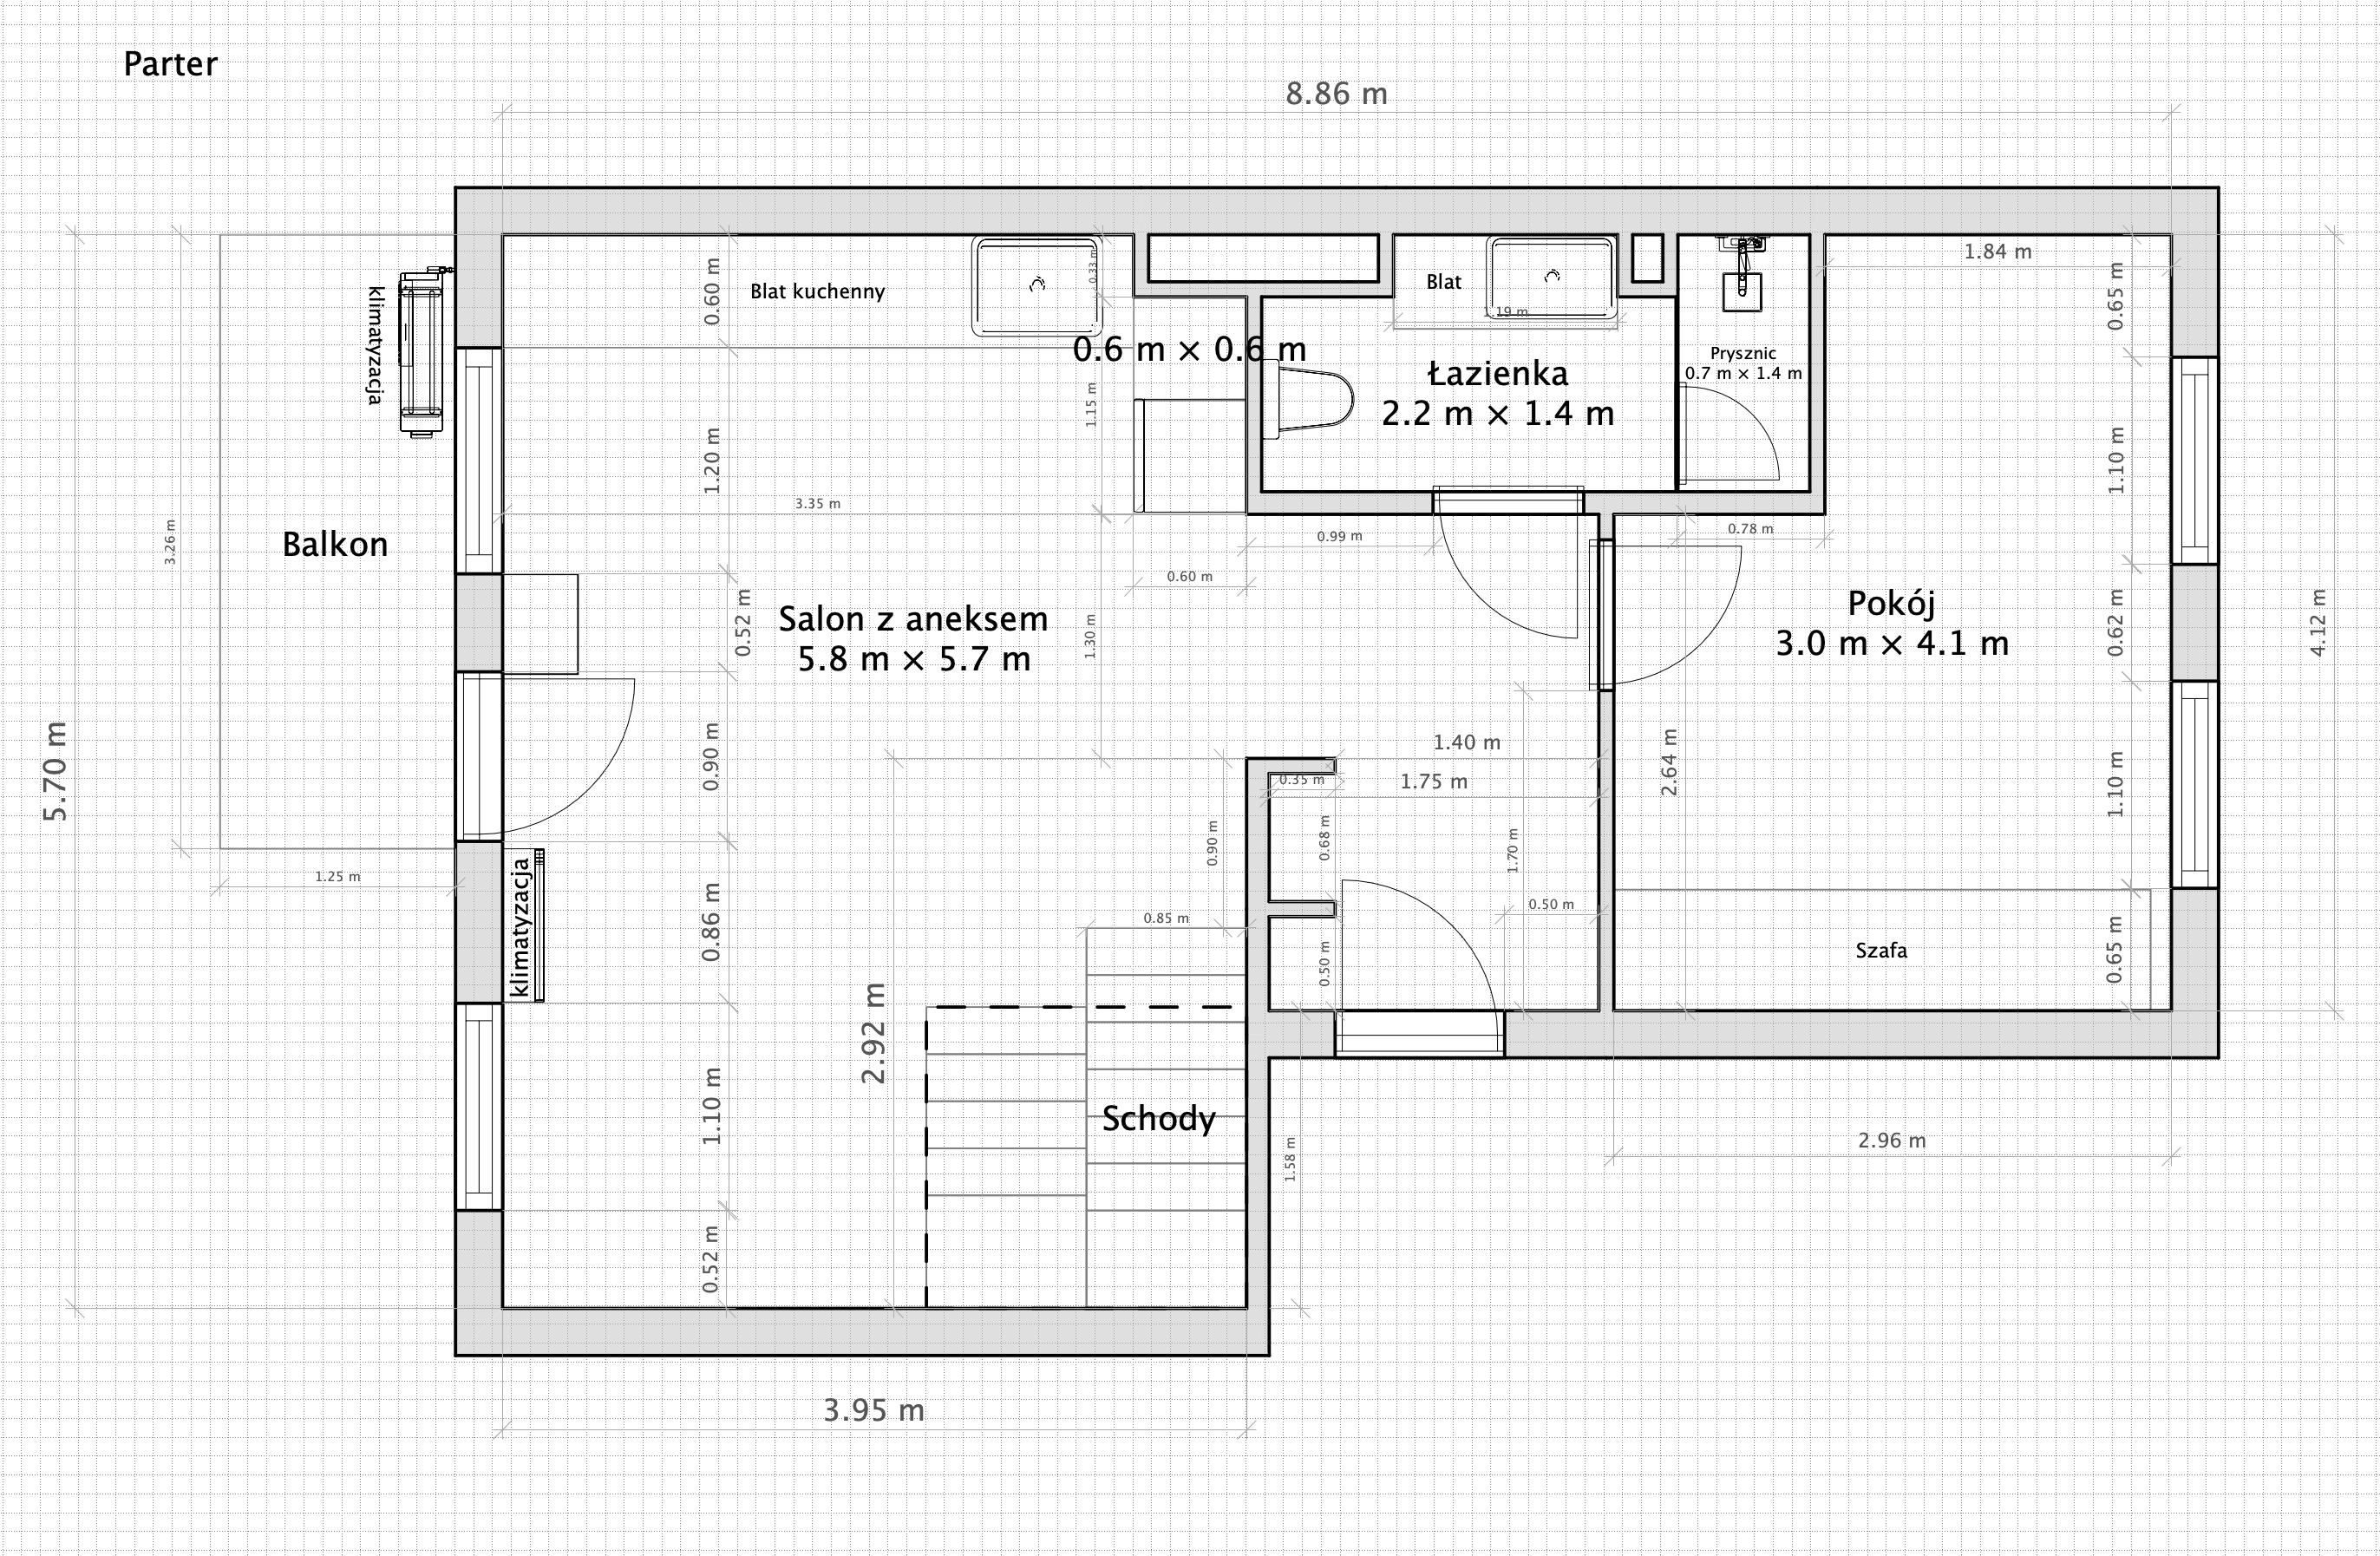 Parter
8.86 m
1.84 m
0.60 m
Blat kuchenny
0.33 m
Blat
1.19 m
0.65 m
klimatyzacja
0.6 m × 0.6 m
Łazienka
2.2 m × 1.4 m
Prysznic
0.7 m × 1.4 m
1.15 m
1.20 m
1.10 m
3.35 m
0.99 m
0.78 m
3.26 m
Balkon
0.60 m
Salon z aneksem
5.8 m × 5.7 m
0.52 m
1.30 m
Pokój
3.0 m × 4.1 m
0.62 m
4.12 m
5.70 m
0.90 m
1.40 m
0.35 m
1.75 m
2.64 m
1.10 m
0.90 m
0.68 m
1.70 m
1.25 m
klimatyzacja
0.86 m
0.85 m
0.50 m
0.50 m
Szafa
0.65 m
2.92 m
1.10 m
Schody
1.58 m
2.96 m
0.52 m
3.95 m